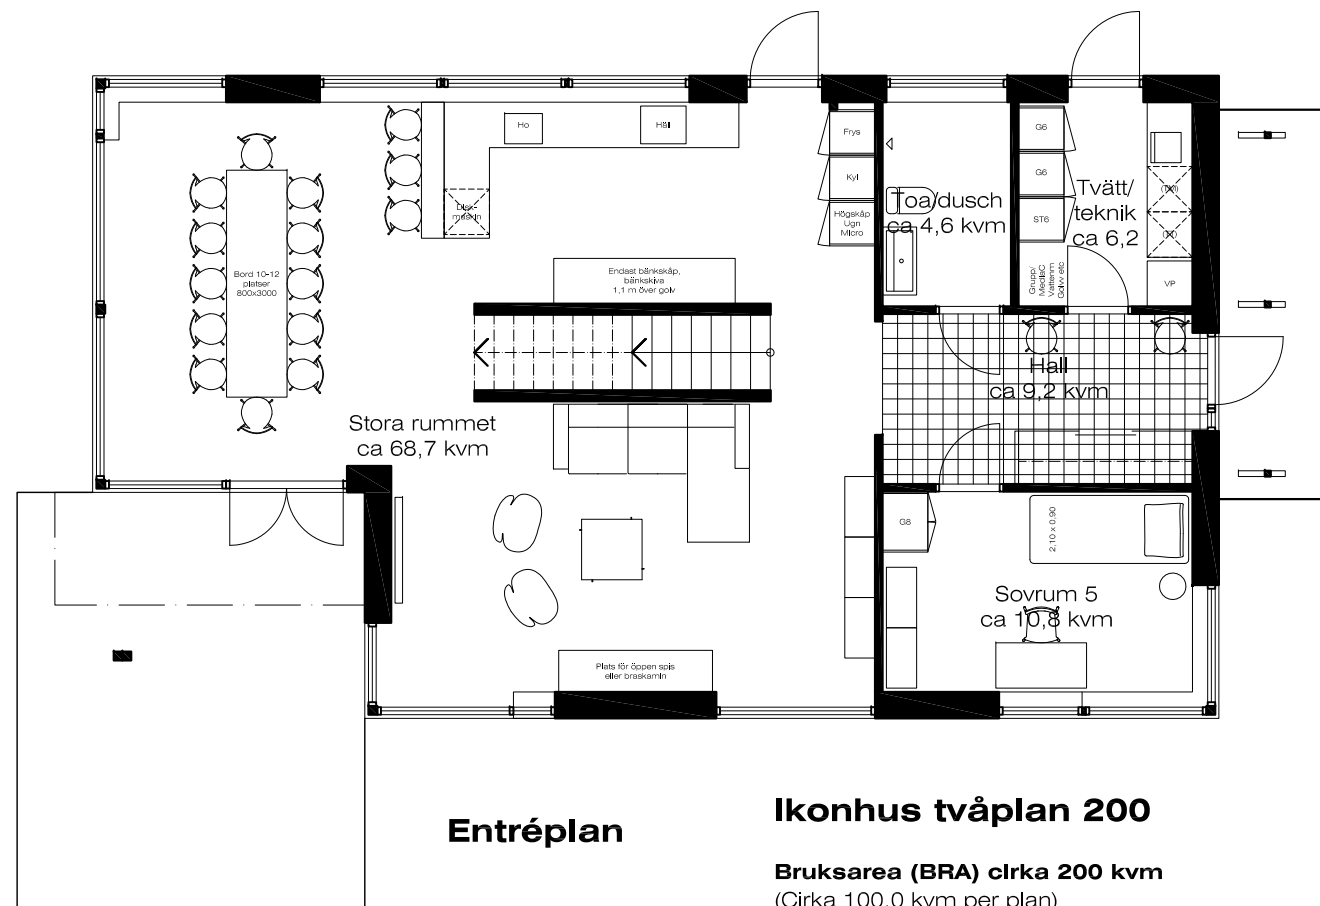 Ho
Häll
Frys
Kyl
Högskåp
Ugn
Micro
Disk-
maskin
Toa/dusch
ca 4,6 kvm
G6
G6
ST6
Grupp/
MediaC
Vattenm
Golvv etc
Tvätt/
teknik
ca 6,2
(TM)
(TT)
VP
Bord 10-12
platser
800x3000
Endast bänkskåp,
bänkskiva
1,1 m över golv
Hall
ca 9,2 kvm
Stora rummet
ca 68,7 kvm
G8
2,10 x 0,90
Sovrum 5
ca 10,8 kvm
Plats för öppen spis
eller braskamin
Entréplan
Ikonhus tvåplan 200
Bruksarea (BRA) cirka 200 kvm
(Cirka 100,0 kvm per plan)